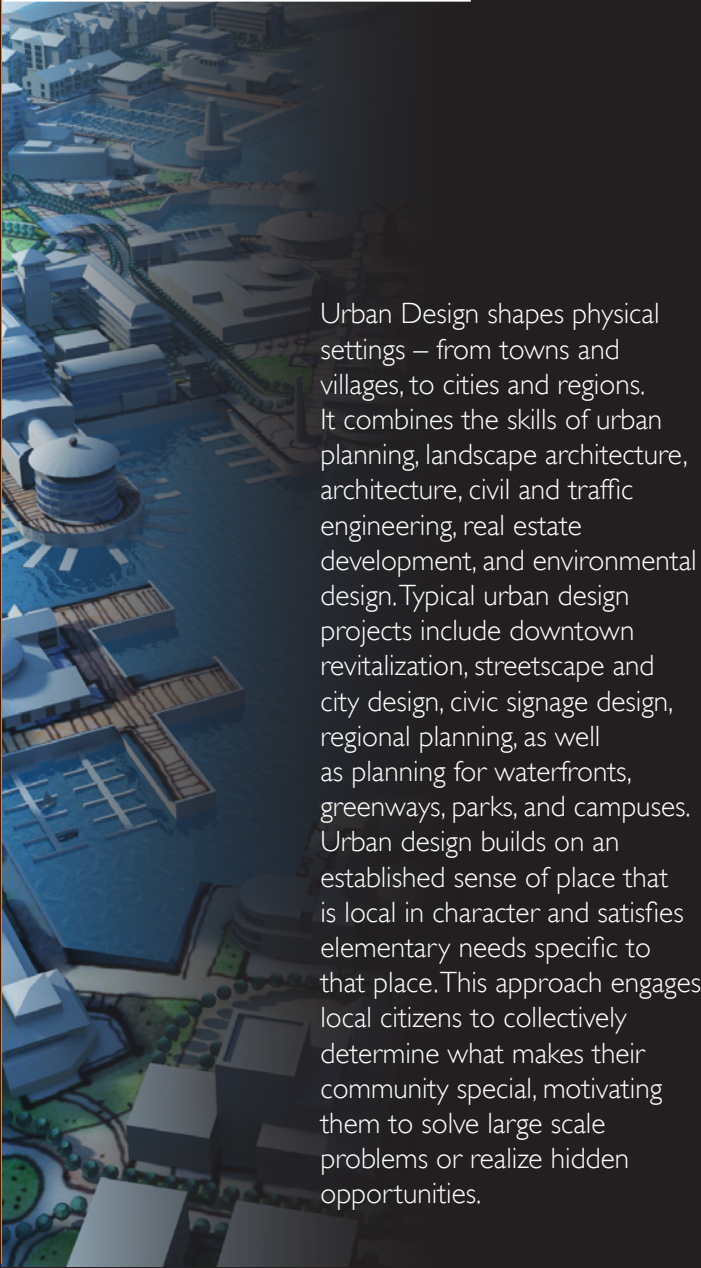 Urban Design shapes physical
settings – from towns and
villages, to cities and regions.
It combines the skills of urban
planning, landscape architecture,
architecture, civil and traffic
engineering, real estate
development, and environmental
design. Typical urban design
projects include downtown
revitalization, streetscape and
city design, civic signage design,
regional planning, as well
as planning for waterfronts,
greenways, parks, and campuses.
Urban design builds on an
established sense of place that
is local in character and satisfies
elementary needs specific to
that place. This approach engages
local citizens to collectively
determine what makes their
community special, motivating
them to solve large scale
problems or realize hidden
opportunities.